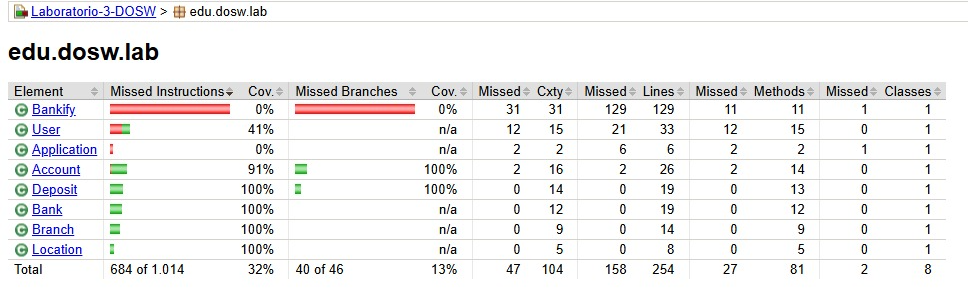 Laboratorio-3-DOSW > edu.dosw.lab
edu.dosw.lab
Element Missed Instructions Cov. Missed Branches Cov. Missed Cxty Missed Lines Missed Methods Missed Classes
Bankify 0% 0% 31 31 129 129 11 11 1 1
User 41% n/a 12 15 21 33 12 15 0 1
Application 0% n/a 2 2 6 6 2 2 1 1
Account 91% 100% 2 16 2 26 2 14 0 1
Deposit 100% 100% 0 14 0 19 0 13 0 1
Bank 100% n/a 0 12 0 19 0 12 0 1
Branch 100% n/a 0 9 0 14 0 9 0 1
Location 100% n/a 0 5 0 8 0 5 0 1
Total 684 of 1.014 32% 40 of 46 13% 47 104 158 254 27 81 2 8